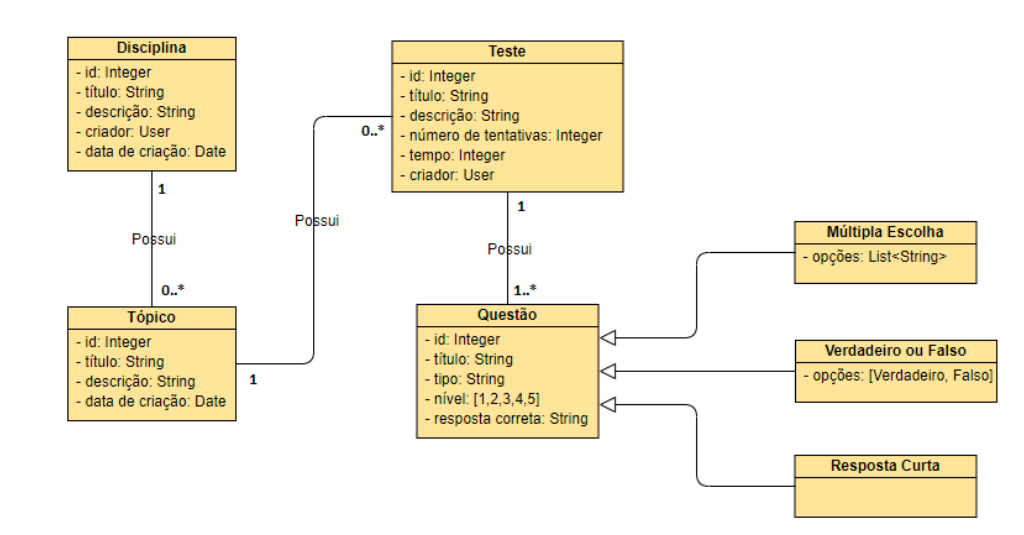 Disciplina
- id: Integer
- título: String
- descrição: String
- criador: User
- data de criação: Date
1
Possui
0..*
Tópico
- id: Integer
- título: String
- descrição: String
- data de criação: Date
1
Possui
0..*
Teste
- id: Integer
- título: String
- descrição: String
- número de tentativas: Integer
- tempo: Integer
- criador: User
1
Possui
1..*
Questão
- id: Integer
- título: String
- tipo: String
- nível: [1,2,3,4,5]
- resposta correta: String
Múltipla Escolha
- opções: List<String>
Verdadeiro ou Falso
- opções: [Verdadeiro, Falso]
Resposta Curta